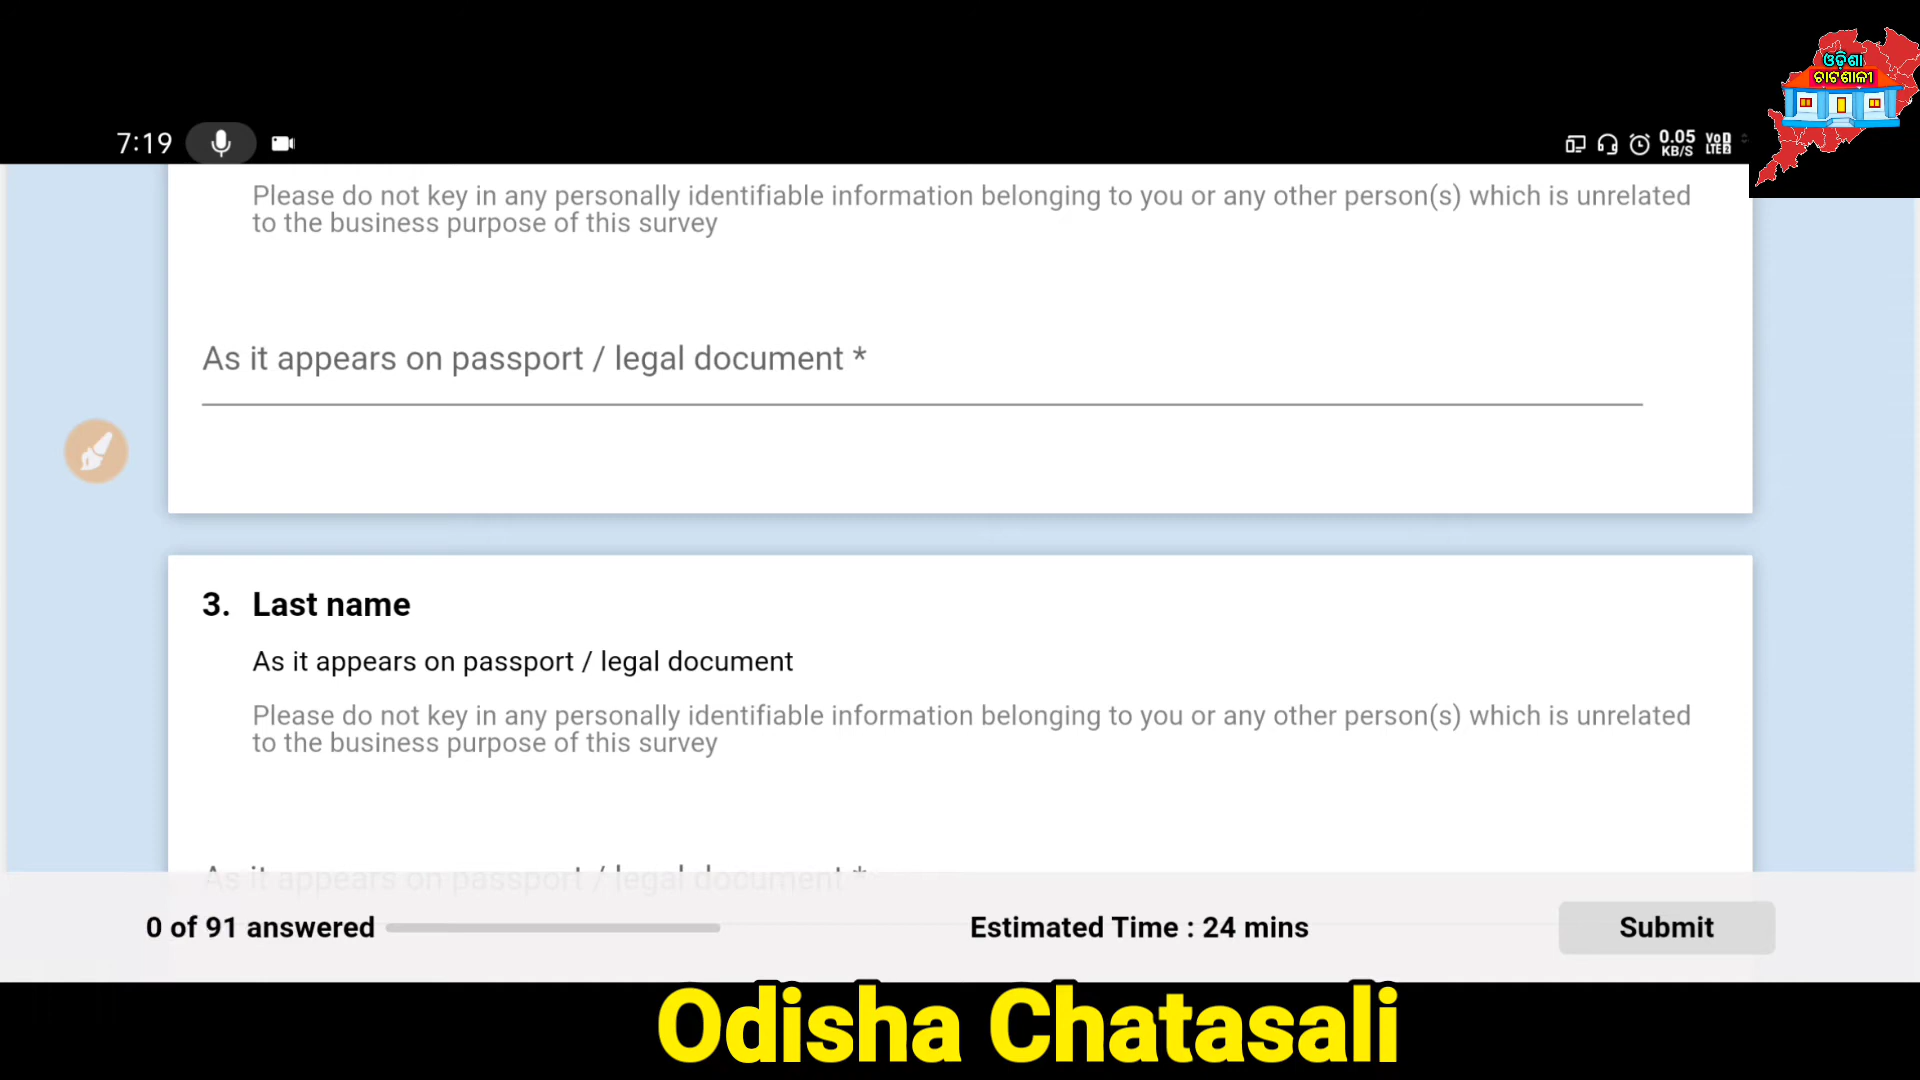 ଓଡ଼ିଶା
ଚାଟଶାଳୀ
7:19
0.05
KB/S
Please do not key in any personally identifiable information belonging to you or any other person(s) which is unrelated
to the business purpose of this survey
As it appears on passport / legal document *
3. Last name
As it appears on passport / legal document
Please do not key in any personally identifiable information belonging to you or any other person(s) which is unrelated
to the business purpose of this survey
As it appears on passport / legal document *
0 of 91 answered
Estimated Time : 24 mins
Submit
Odisha Chatasali